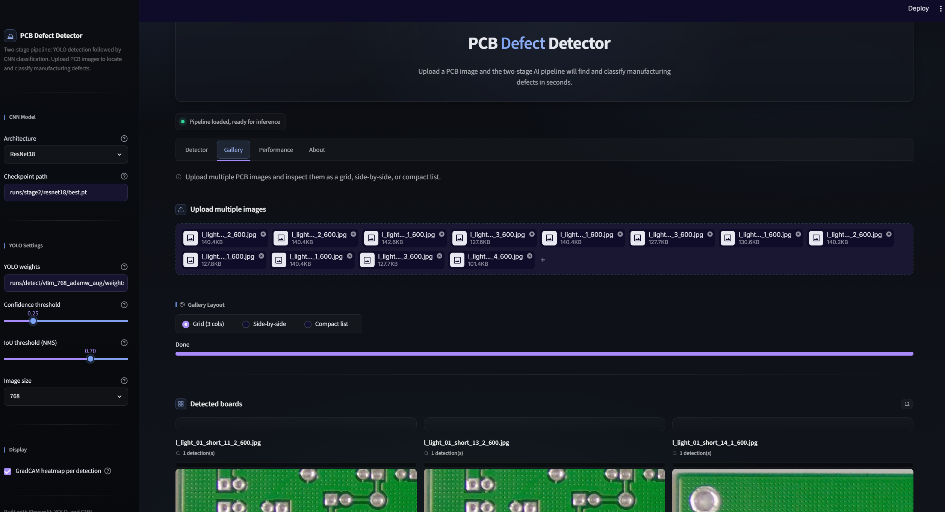 Deploy
PCB Defect Detector
Two-stage pipeline: YOLO detection followed by
CNN classification. Upload PCB images to locate
and classify manufacturing defects.
CNN Model
Architecture
ResNet18
Checkpoint path
runs/stage2/resnet18/best.pt
YOLO Settings
YOLO weights
runs/detect/v8m_768_adamw_aug/weights
Confidence threshold
0.25
IoU threshold (NMS)
0.70
Image size
768
Display
GradCAM heatmap per detection
PCB Defect Detector
Upload a PCB image and the two-stage AI pipeline will find and classify manufacturing
defects in seconds.
Pipeline loaded, ready for inference
Detector Gallery Performance About
Upload multiple PCB images and inspect them as a grid, side-by-side, or compact list.
Upload multiple images
l_light..._2_600.jpg l_light..._2_600.jpg l_light..._1_600.jpg l_light..._3_600.jpg l_light..._1_600.jpg l_light..._3_600.jpg l_light..._1_600.jpg l_light..._2_600.jpg
140.4KB 140.4KB 142.6KB 127.6KB 140.4KB 127.7KB 130.6KB 140.2KB
l_light..._1_600.jpg l_light..._1_600.jpg l_light..._3_600.jpg l_light..._4_600.jpg
127.8KB 140.4KB 127.7KB 101.4KB
Gallery Layout
Grid (3 cols) Side-by-side Compact list
Done
Detected boards
12
l_light_01_short_11_2_600.jpg l_light_01_short_13_2_600.jpg l_light_01_short_14_1_600.jpg
1 detection(s) 1 detection(s) 1 detection(s)